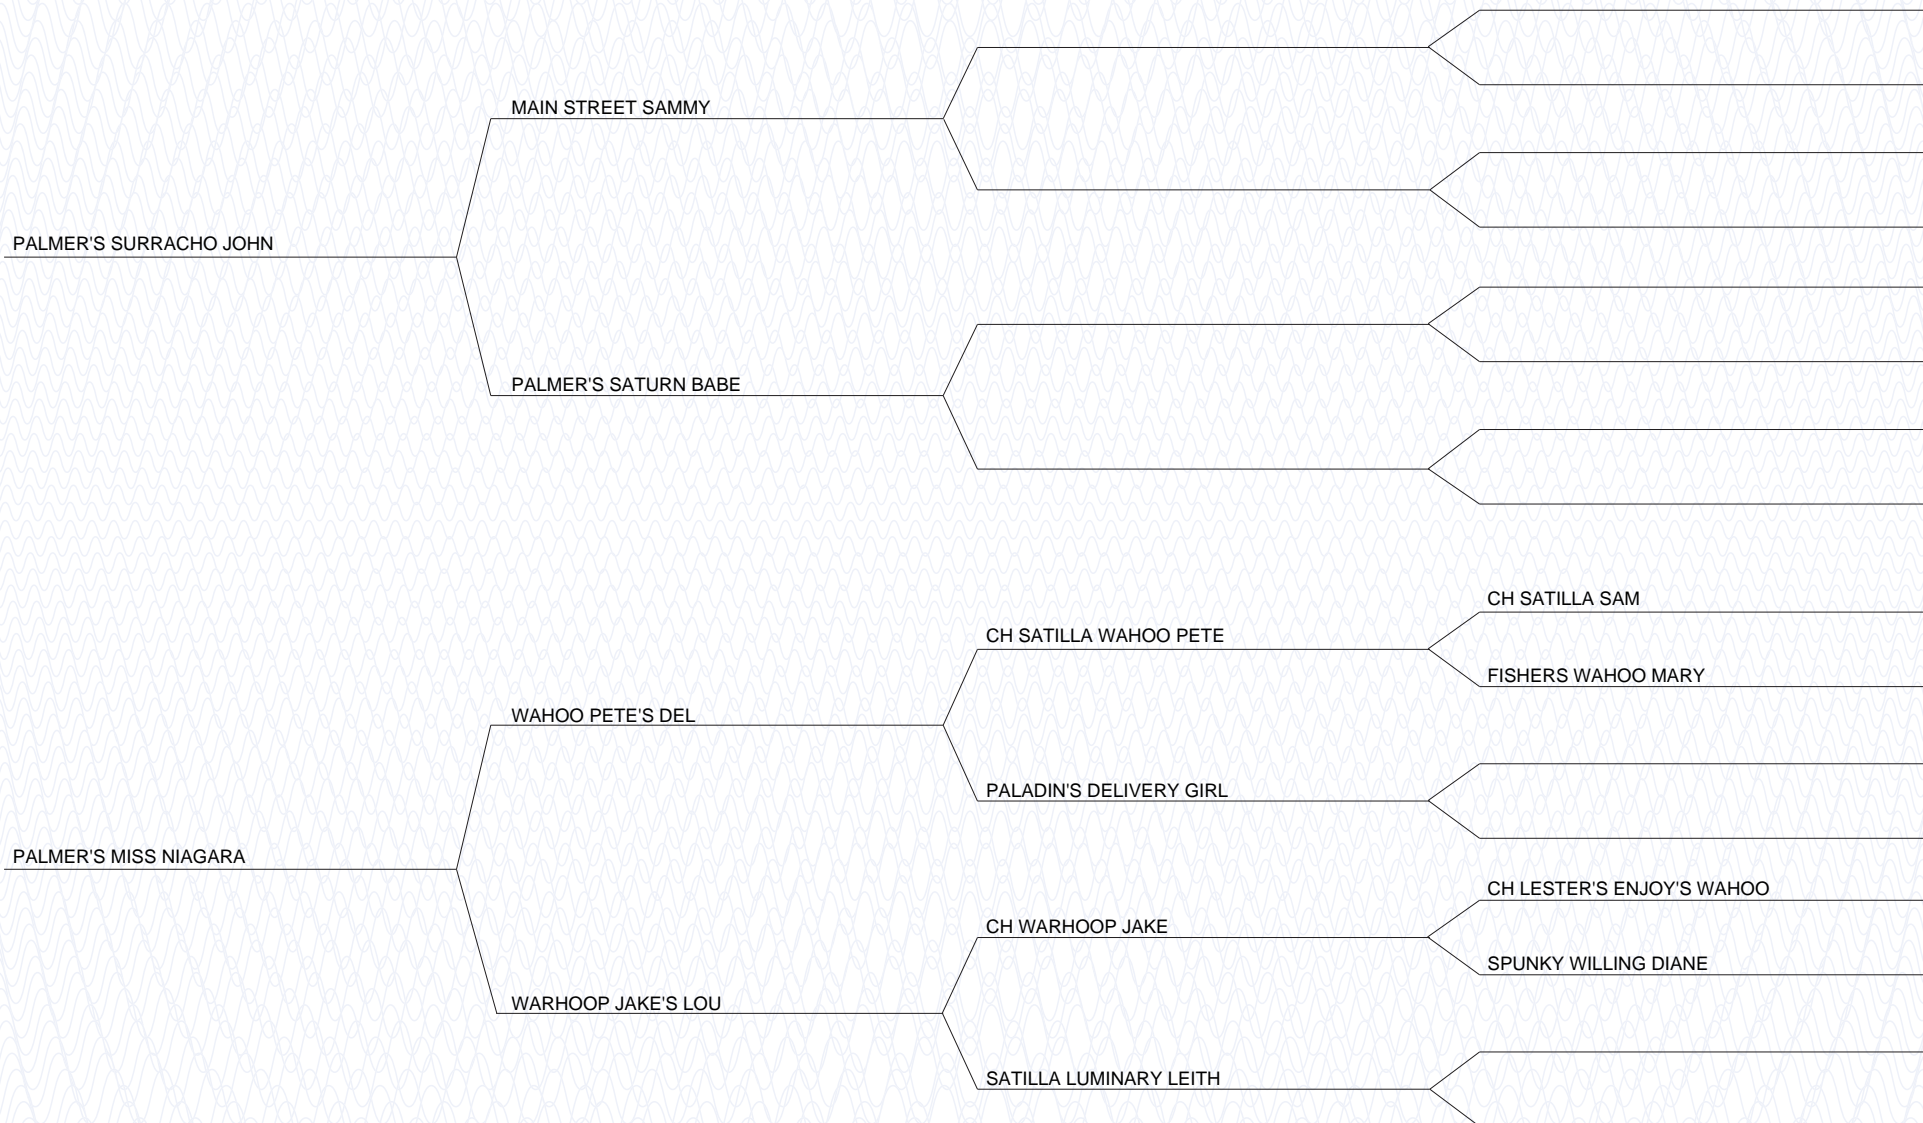 MAIN STREET SAMMY
PALMER'S SURRACHO JOHN
PALMER'S SATURN BABE
CH SATILLA SAM
CH SATILLA WAHOO PETE
FISHERS WAHOO MARY
WAHOO PETE'S DEL
PALADIN'S DELIVERY GIRL
PALMER'S MISS NIAGARA
CH LESTER'S ENJOY'S WAHOO
CH WARHOOP JAKE
SPUNKY WILLING DIANE
WARHOOP JAKE'S LOU
SATILLA LUMINARY LEITH